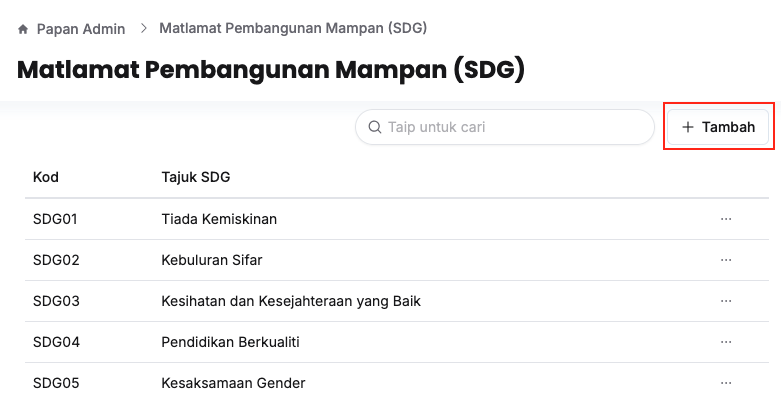 Papan Admin > Matlamat Pembangunan Mampan (SDG)
Matlamat Pembangunan Mampan (SDG)
Taip untuk cari + Tambah
Kod Tajuk SDG
SDG01 Tiada Kemiskinan ...
SDG02 Kebuluran Sifar ...
SDG03 Kesihatan dan Kesejahteraan yang Baik ...
SDG04 Pendidikan Berkualiti ...
SDG05 Kesaksamaan Gender ...